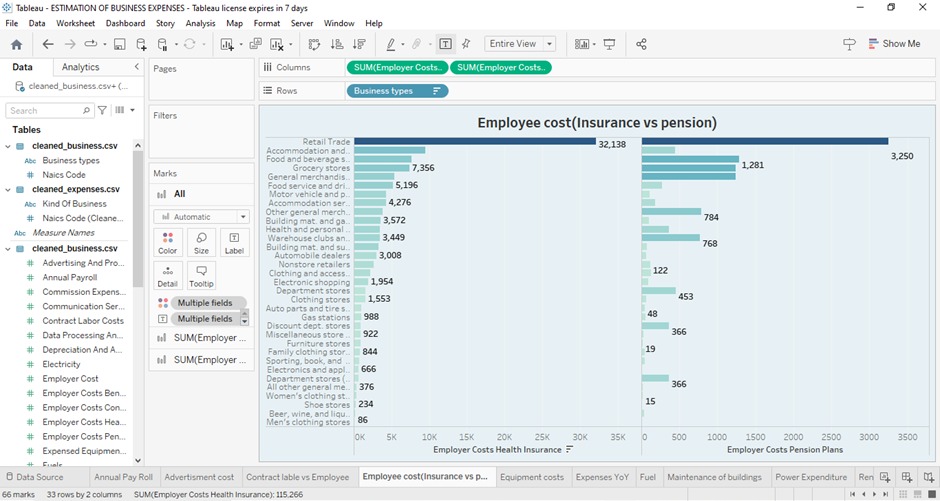 Tableau - ESTIMATION OF BUSINESS EXPENSES - Tableau license expires in 7 days
File Data Worksheet Dashboard Story Analysis Map Format Server Window Help
Entire View
Show Me
Data Analytics
cleaned_business.csv+ (...
Search
Tables
cleaned_business.csv
Abc Business types
# Naics Code
cleaned_expenses.csv
Abc Kind Of Business
# Naics Code (Cleane...
Abc Measure Names
cleaned_business.csv
# Advertising And Pro...
# Annual Payroll
# Commission Expens...
# Communication Ser...
# Contract Labor Costs
# Data Processing An...
# Depreciation And A...
# Electricity
# Employer Cost
# Employer Costs Ben...
# Employer Costs Con...
# Employer Costs Hea...
# Employer Costs Pen...
# Expensed Equipmen...
# Fuels
Pages
Filters
Marks
All
Automatic
Color Size Label
Detail Tooltip
Multiple fields
Multiple fields
SUM(Employer ...
SUM(Employer ...
Columns SUM(Employer Costs.. SUM(Employer Costs..
Rows Business types
Employee cost(Insurance vs pension)
Retail Trade 32,138 3,250
Accommodation and..
Food and beverage s.. 1,281
Grocery stores 7,356
General merchandis..
Food service and dri.. 5,196
Motor vehicle and p..
Accommodation ser.. 4,276
Other general merch.. 784
Building mat. and ga.. 3,572
Health and personal ..
Warehouse clubs an.. 3,449 768
Building mat. and su..
Automobile dealers 3,008
Nonstore retailers
Clothing and access.. 122
Electronic shopping 1,954
Department stores 453
Clothing stores 1,553
Auto parts and tire s..
Gas stations 988 48
Discount dept. stores 366
Miscellaneous store .. 922
Furniture stores
Family clothing stor.. 844 19
Sporting, book, and ..
Electronics and appl.. 666
Department stores (.. 366
All other general me.. 376
Women's clothing st..
Shoe stores 234 15
Beer, wine, and liqu..
Men's clothing stores 86
0K 5K 10K 15K 20K 25K 30K 35K 0 500 1000 1500 2000 2500 3000 3500
Employer Costs Health Insurance Employer Costs Pension Plans
Data Source Annual Pay Roll Advertisment cost Contract lable vs Employee Employee cost(Insurance vs p... Equipment costs Expenses YoY Fuel Maintenance of buildings Power Expenditure Ren
66 marks 33 rows by 2 columns SUM(Employer Costs Health Insurance): 115,266